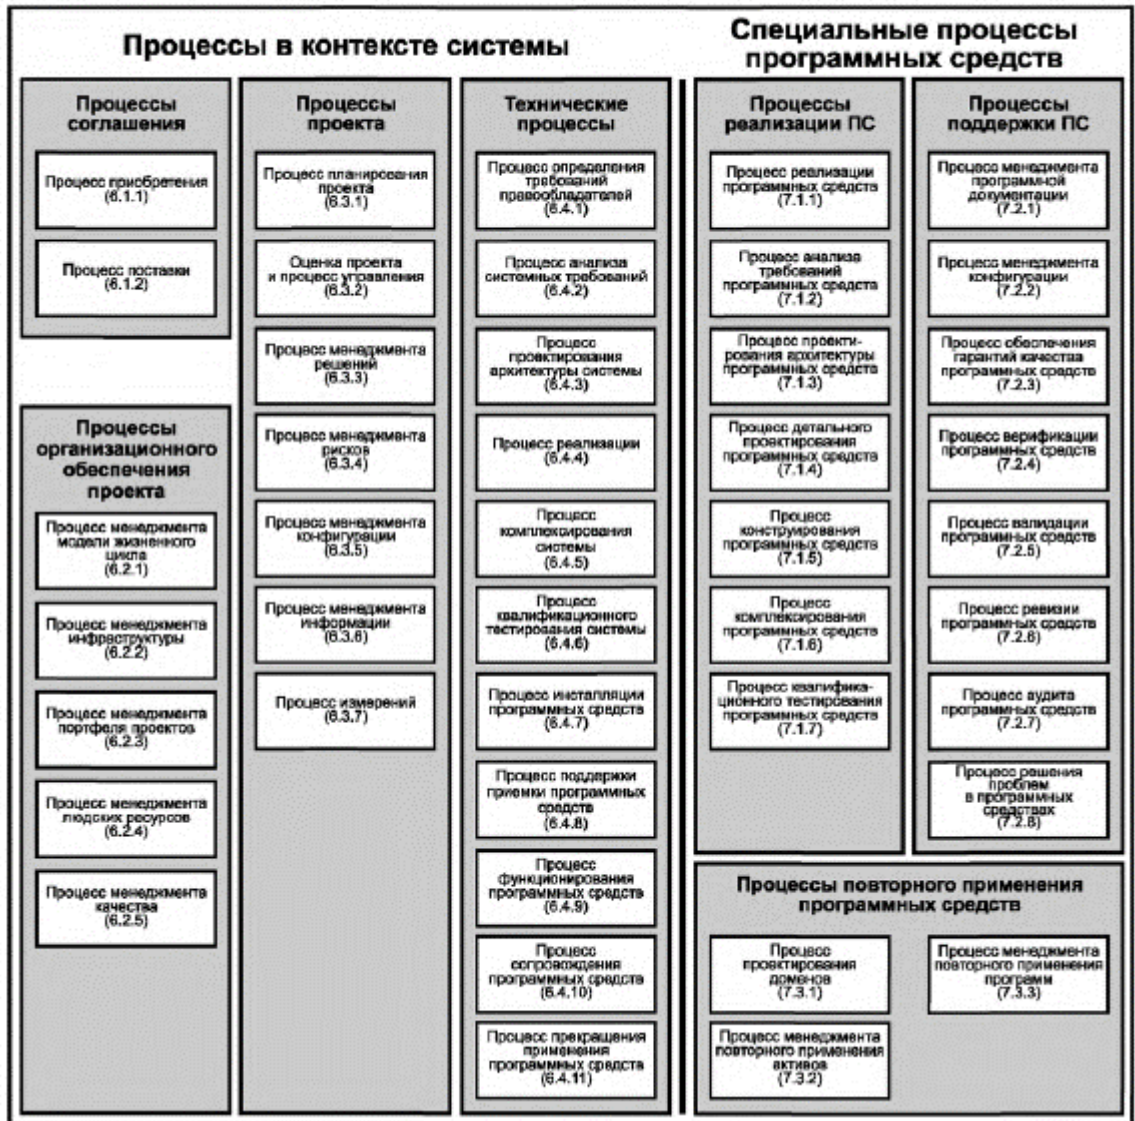 Процессы в контексте системы
Специальные процессы
программных средств
Процессы
соглашения
Процесс приобретения
(6.1.1)
Процесс поставки
(6.1.2)
Процессы
организационного
обеспечения
проекта
Процесс менеджмента
модели жизненного
цикла
(6.2.1)
Процесс менеджмента
инфраструктуры
(6.2.2)
Процесс менеджмента
портфеля проектов
(6.2.3)
Процесс менеджмента
людских ресурсов
(6.2.4)
Процесс менеджмента
качества
(6.2.5)
Процессы
проекта
Процесс планирования
проекта
(6.3.1)
Оценка проекта
и процесс управления
(6.3.2)
Процесс менеджмента
решений
(6.3.3)
Процесс менеджмента
рисков
(6.3.4)
Процесс менеджмента
конфигурации
(6.3.5)
Процесс менеджмента
информации
(6.3.6)
Процесс измерений
(6.3.7)
Технические
процессы
Процесс определения
требований
правообладателей
(6.4.1)
Процесс анализа
системных требований
(6.4.2)
Процесс
проектирования
архитектуры системы
(6.4.3)
Процесс реализации
(6.4.4)
Процесс
комплексирования
системы
(6.4.5)
Процесс
квалификационного
тестирования системы
(6.4.6)
Процесс инсталляции
программных средств
(6.4.7)
Процесс поддержки
приемки программных
средств
(6.4.8)
Процесс
функционирования
программных средств
(6.4.9)
Процесс
сопровождения
программных средств
(6.4.10)
Процесс прекращения
применения
программных средств
(6.4.11)
Процессы
реализации ПС
Процесс реализации
программных средств
(7.1.1)
Процесс анализа
требований
программных средств
(7.1.2)
Процесс проекти-
рования архитектуры
программных средств
(7.1.3)
Процесс детального
проектирования
программных средств
(7.1.4)
Процесс
конструирования
программных средств
(7.1.5)
Процесс
комплексирования
программных средств
(7.1.6)
Процесс квалифика-
ционного тестирования
программных средств
(7.1.7)
Процессы
поддержки ПС
Процесс менеджмента
программной
документации
(7.2.1)
Процесс менеджмента
конфигурации
(7.2.2)
Процесс обеспечения
гарантий качества
программных средств
(7.2.3)
Процесс верификации
программных средств
(7.2.4)
Процесс валидации
программных средств
(7.2.5)
Процесс ревизии
программных средств
(7.2.6)
Процесс аудита
программных средств
(7.2.7)
Процесс решения
проблем
в программных
средствах
(7.2.8)
Процессы повторного применения
программных средств
Процесс
проектирования
доменов
(7.3.1)
Процесс менеджмента
повторного применения
активов
(7.3.2)
Процесс менеджмента
повторного применения
программ
(7.3.3)